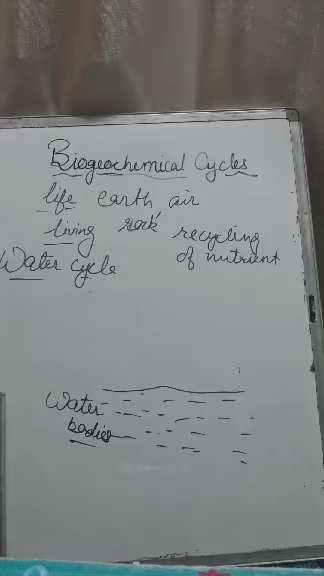 Biogeochemical Cycles
life earth air
living rock recycling
Water cycle of nutrient
Water
bodies